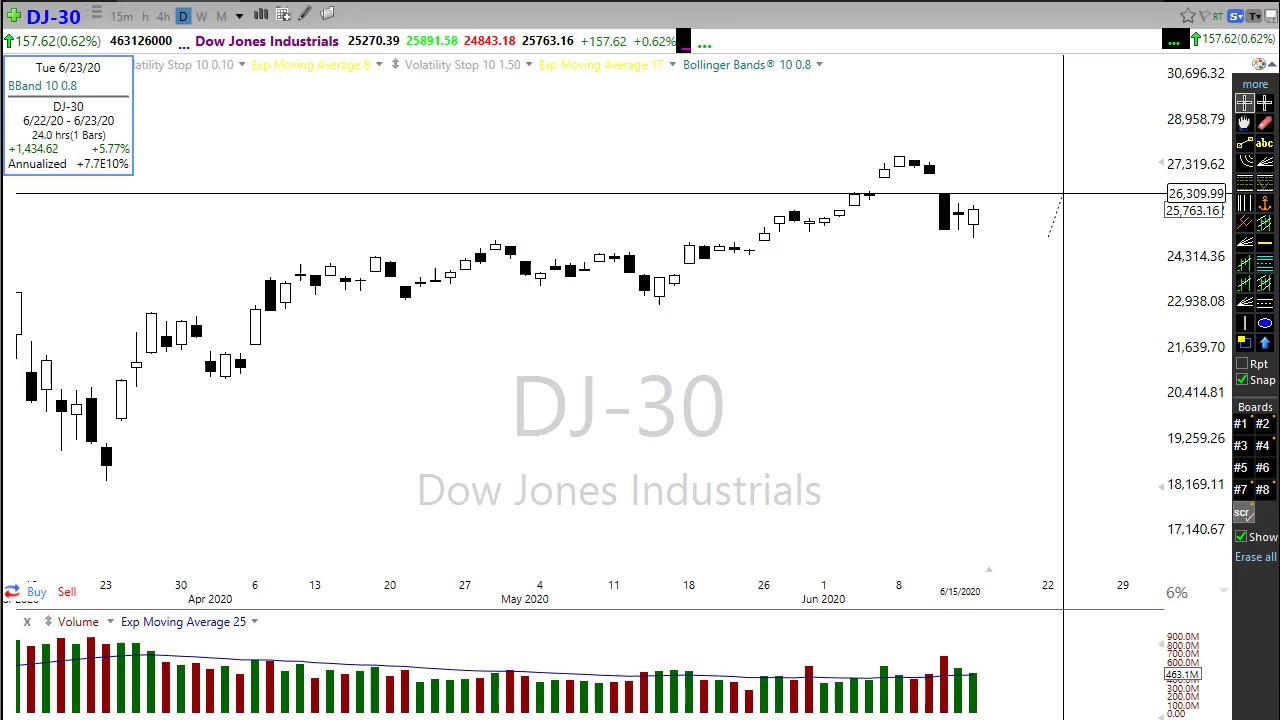 DJ-30 15m h 4h D W M RT S T
157.62(0.62%) 463126000 ... Dow Jones Industrials 25270.39 25891.58 24843.18 25763.16 +157.62 +0.62% ... ... ... 157.62(0.62%)
Tue 6/23/20
BBand 10 0.8
DJ-30
6/22/20 - 6/23/20
24.0 hrs(1 Bars)
+1,434.62 +5.77%
Annualized +7.7E10%
latility Stop 10 0.10 Exp Moving Average 8 Volatility Stop 10 1.50 Exp Moving Average 17 Bollinger Bands® 10 0.8
30,696.32
28,958.79
27,319.62
26,309.99
25,763.16
24,314.36
22,938.08
21,639.70
20,414.81
19,259.26
18,169.11
17,140.67
6%
more
abc
Rpt
Snap
Boards
#1 #2
#3 #4
#5 #6
#7 #8
scr
Show
Erase all
DJ-30
Dow Jones Industrials
23 30 6 13 20 27 4 11 18 26 1 8 22 29
2020 Apr 2020 May 2020 Jun 2020 6/15/2020
Buy Sell
x Volume Exp Moving Average 25
900.0M
800.0M
700.0M
600.0M
463.1M
400.0M
300.0M
200.0M
100.0M
0.00